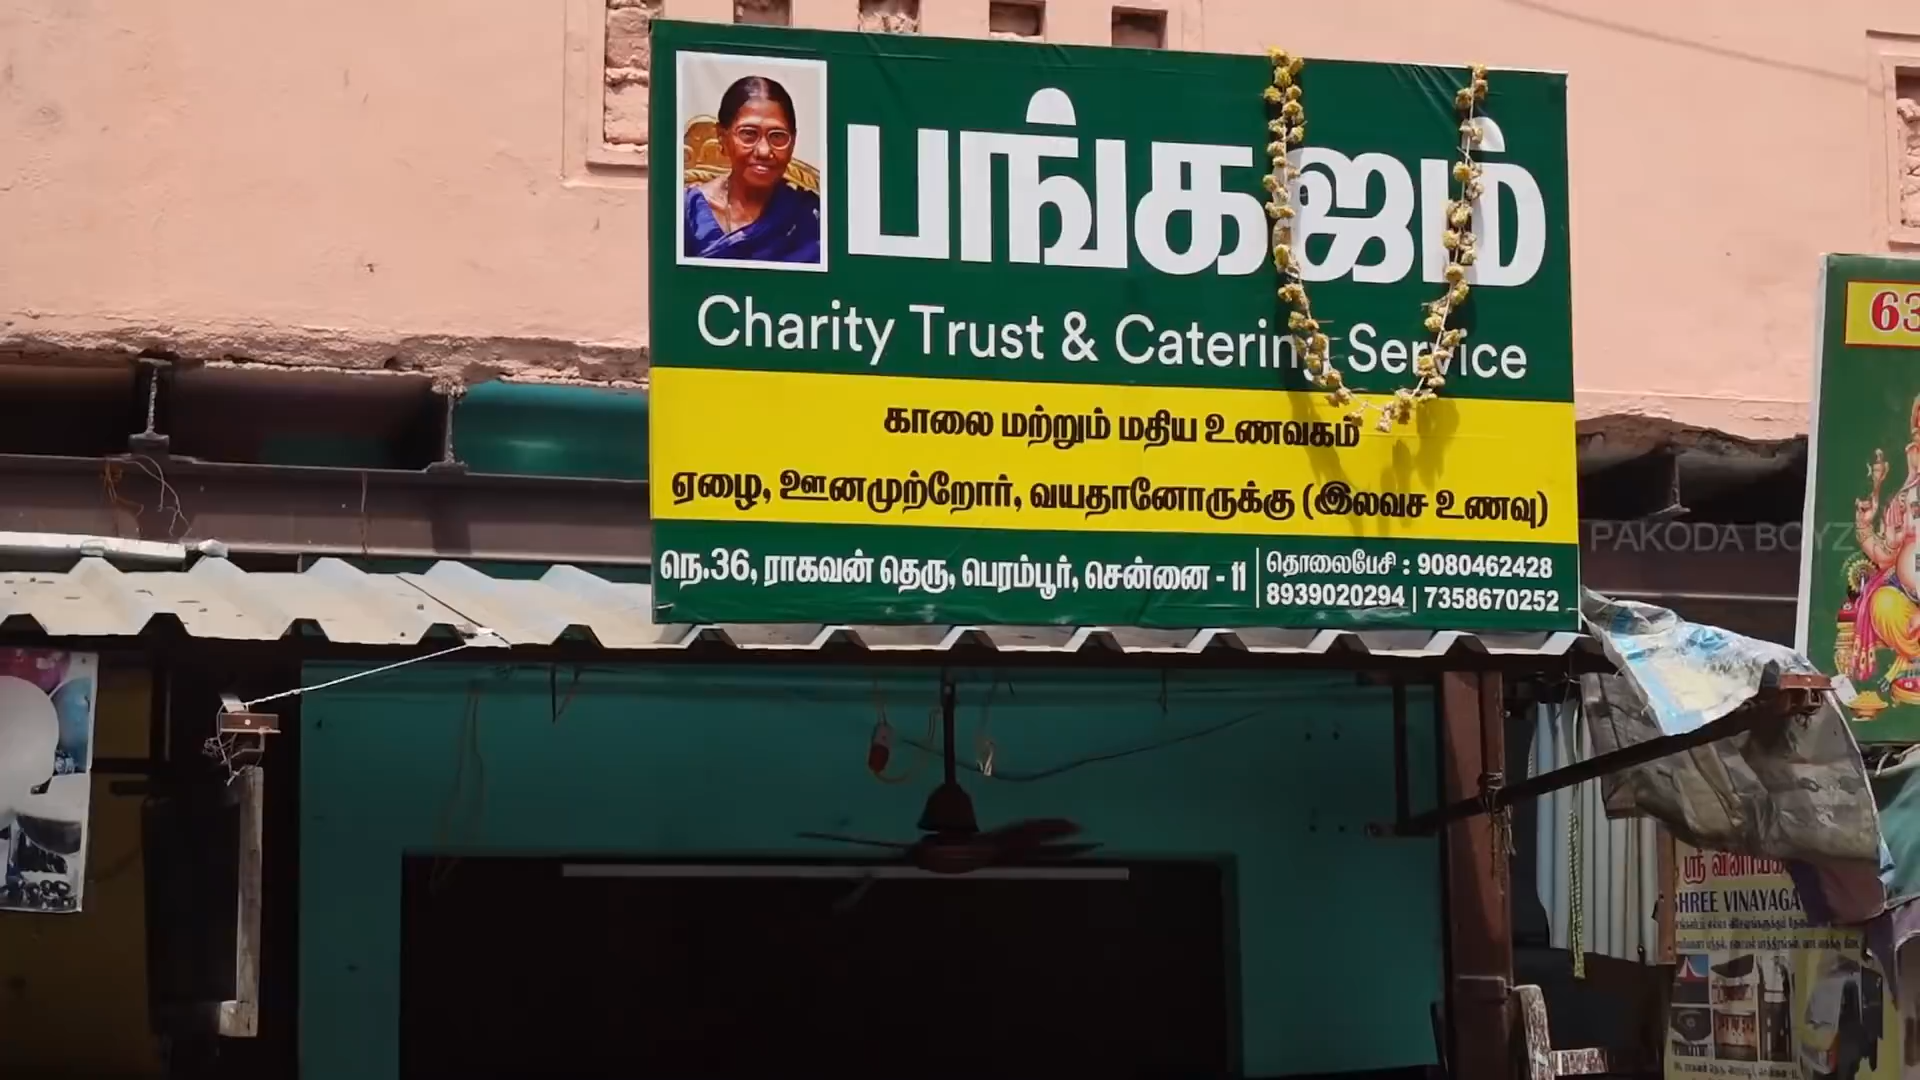 பங்கஜம்
Charity Trust & Catering Service
காலை மற்றும் மதிய உணவகம்
ஏழை, ஊனமுற்றோர், வயதானோருக்கு (இலவச உணவு)
நெ.36, ராகவன் தெரு, பெரம்பூர், சென்னை - 11
தொலைபேசி : 9080462428
8939020294 | 7358670252
PAKODA BOYZ
63
ஸ்ரீ
SHREE VINAYAGA